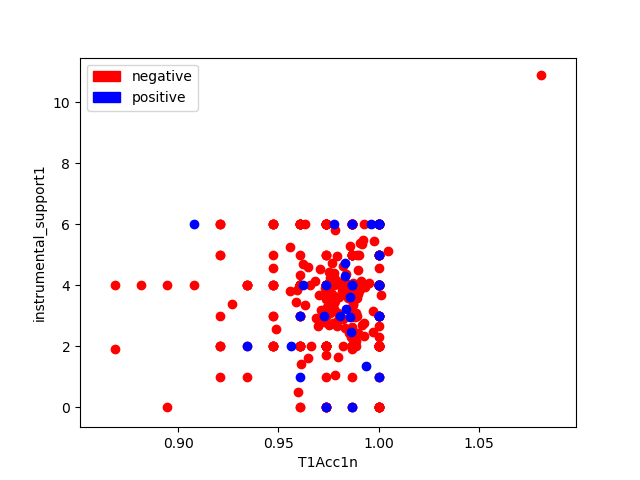 negative
positive
10
8
6
4
2
0
instrumental_support1
0.90
0.95
1.00
1.05
T1Acc1n